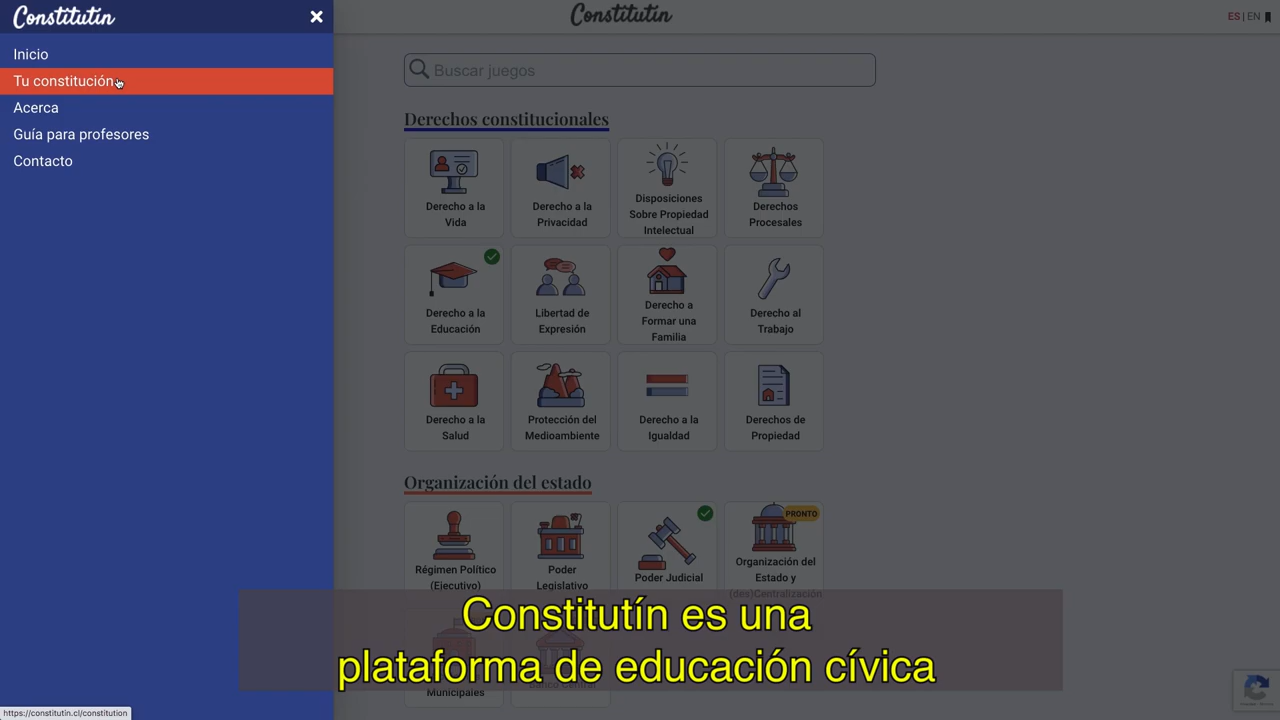 Constitutín
Inicio
Tu constitución
Acerca
Guía para profesores
Contacto
Constitutín
ES | EN
Buscar juegos
Derechos constitucionales
Derecho a la
Vida
Derecho a la
Privacidad
Disposiciones
Sobre Propiedad
Intelectual
Derechos
Procesales
Derecho a la
Educación
Libertad de
Expresión
Derecho a
Formar una
Familia
Derecho al
Trabajo
Derecho a la
Salud
Protección del
Medioambiente
Derecho a la
Igualdad
Derechos de
Propiedad
Organización del estado
Régimen Político
(Ejecutivo)
Poder
Legislativo
Poder Judicial
PRONTO
Organización del
Estado y
(des)Centralización
Municipales
Banco Central
Constitutín es una
plataforma de educación cívica
https://constitutin.cl/constitution